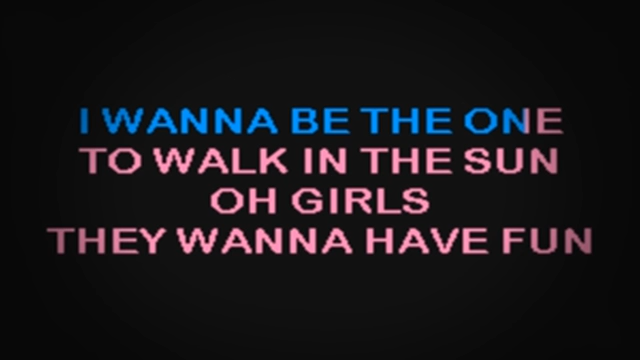 I WANNA BE THE ONE
TO WALK IN THE SUN
OH GIRLS
THEY WANNA HAVE FUN